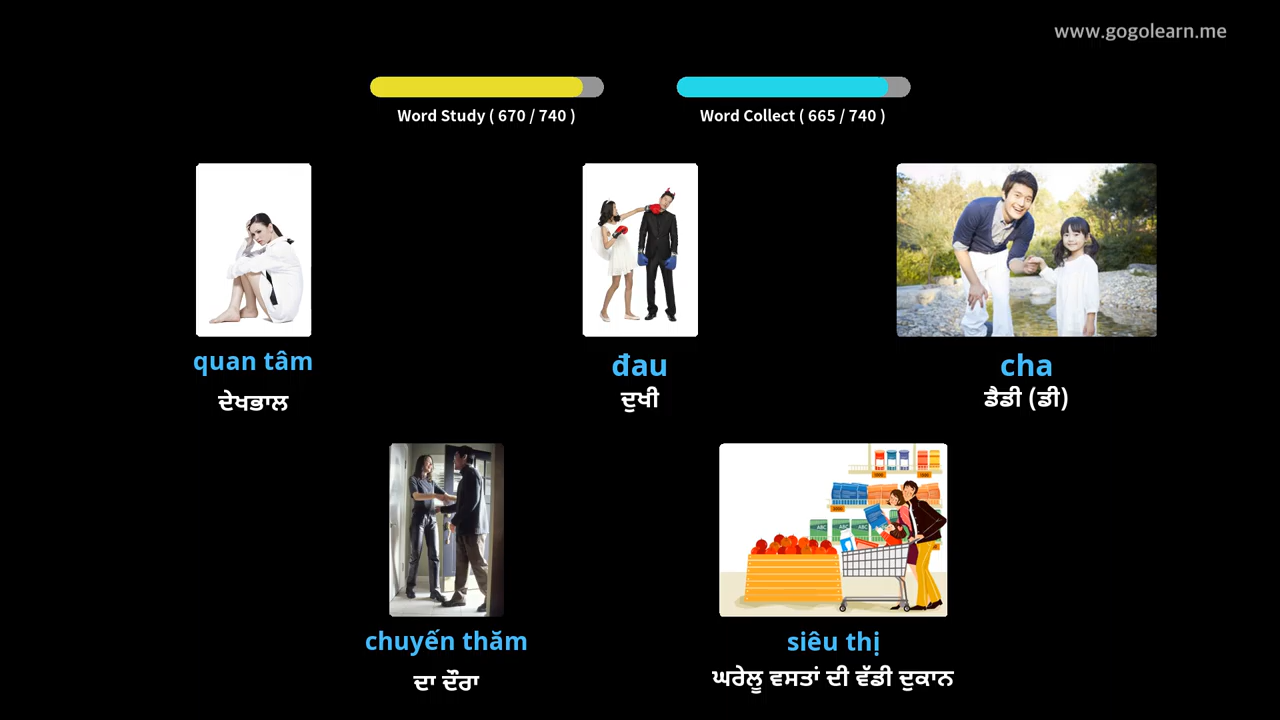 www.gogolearn.me
Word Study ( 670 / 740 )
Word Collect ( 665 / 740 )
quan tâm
ਦੇਖਭਾਲ
đau
ਦੁਖੀ
cha
ਡੈਡੀ (ਡੀ)
chuyến thăm
ਦਾ ਦੌਰਾ
siêu thị
ਘਰੇਲੂ ਵਸਤਾਂ ਦੀ ਵੱਡੀ ਦੁਕਾਨ